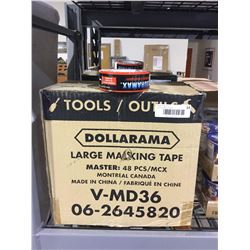 DURAMAX
TOOLS / OUTILS
DOLLARAMA
LARGE MASKING TAPE
MASTER: 48 PCS/MCX
MONTREAL CANADA
MADE IN CHINA / FABRIQUÉ EN CHINE
V-MD36
06-2645820